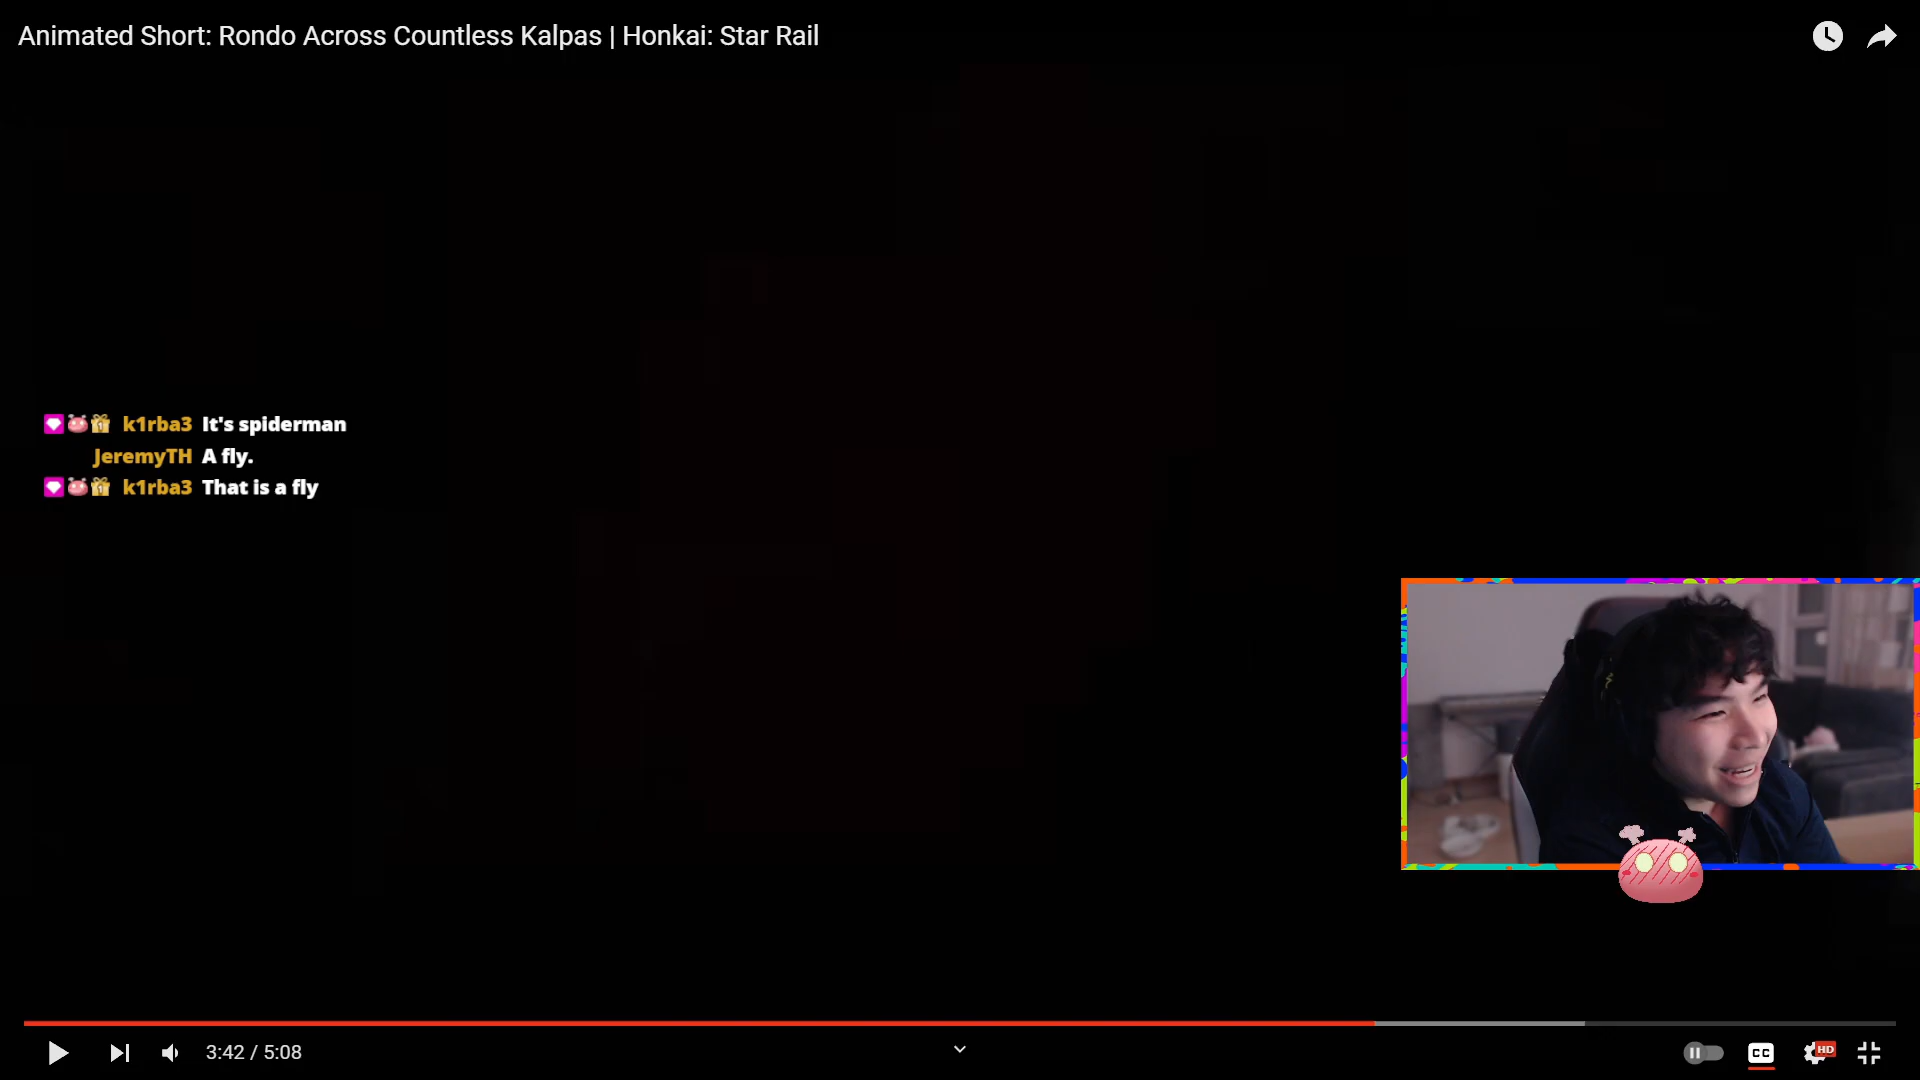 Animated Short: Rondo Across Countless Kalpas | Honkai: Star Rail
k1rba3 It's spiderman
JeremyTH A fly.
k1rba3 That is a fly
3:42 / 5:08
CC
HD